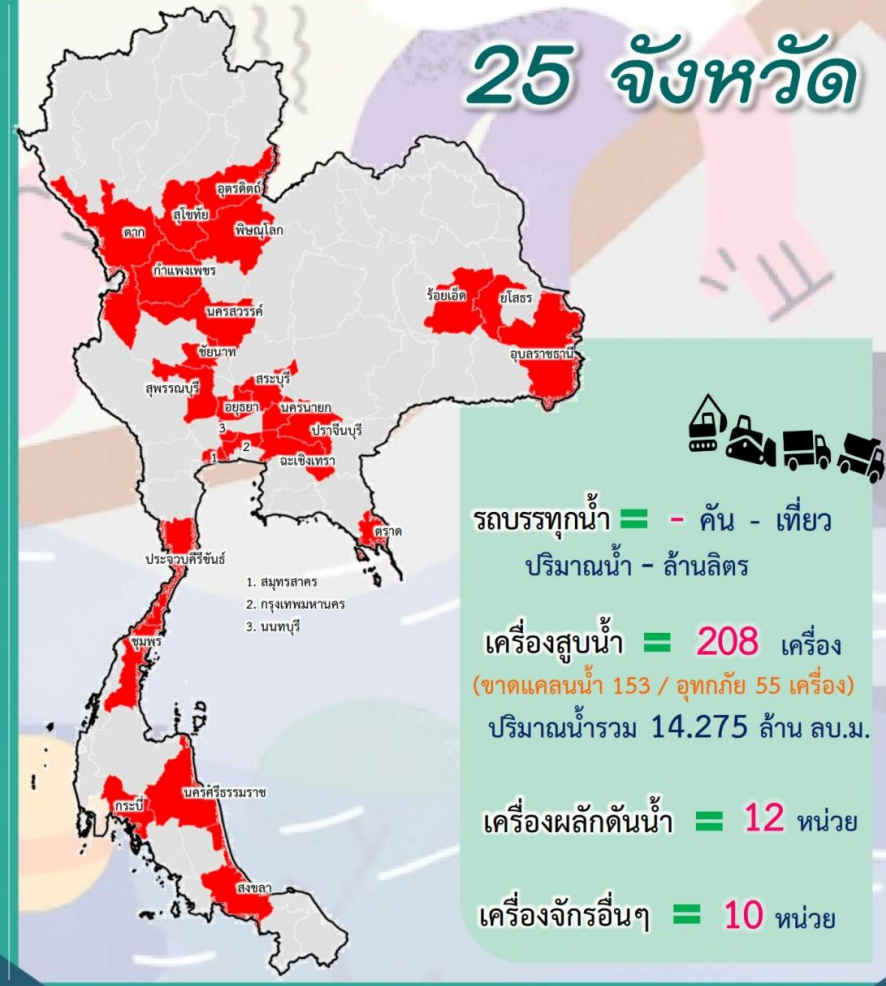 25 จังหวัด
อุตรดิตถ์
สุโขทัย
ตาก
พิษณุโลก
กำแพงเพชร
นครสวรรค์
ชัยนาท
สุพรรณบุรี
สระบุรี
อยุธยา
นครนายก
3
ปราจีนบุรี
2
1
ฉะเชิงเทรา
ร้อยเอ็ด
ยโสธร
อุบลราชธานี
ตราด
ประจวบคีรีขันธ์
1. สมุทรสาคร
2. กรุงเทพมหานคร
3. นนทบุรี
ชุมพร
กระบี่
นครศรีธรรมราช
สงขลา
รถบรรทุกน้ำ = - คัน - เที่ยว
ปริมาณน้ำ - ล้านลิตร
เครื่องสูบน้ำ = 208 เครื่อง
(ขาดแคลนน้ำ 153 / อุทกภัย 55 เครื่อง)
ปริมาณน้ำรวม 14.275 ล้าน ลบ.ม.
เครื่องผลักดันน้ำ = 12 หน่วย
เครื่องจักรอื่นๆ = 10 หน่วย